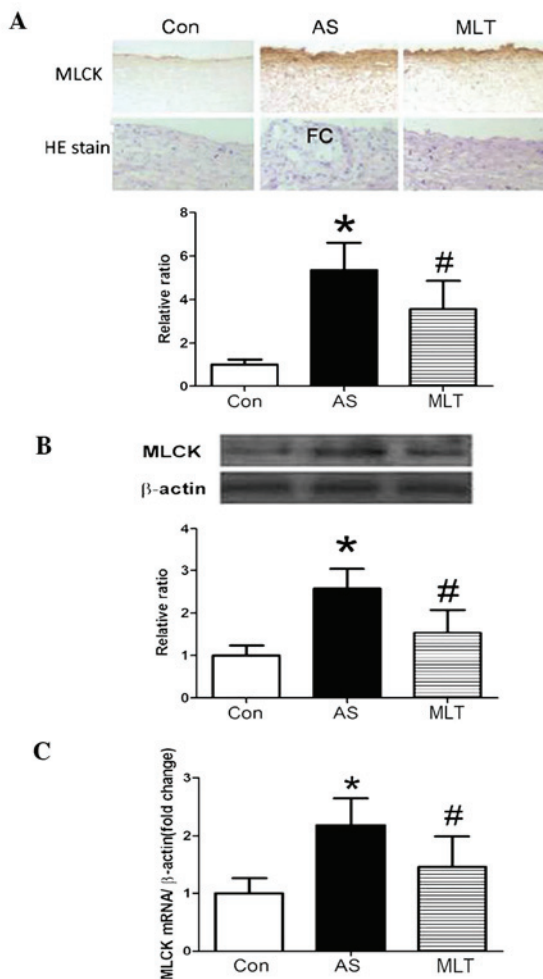 A
Con AS MLT
MLCK
HE stain
FC
Relative ratio
8
6
4
2
0
*
#
Con AS MLT
B
MLCK
β-actin
Relative ratio
4
3
2
1
0
*
#
Con AS MLT
C
MLCK mRNA/ β-actin(fold change)
3
2
1
0
*
#
Con AS MLT